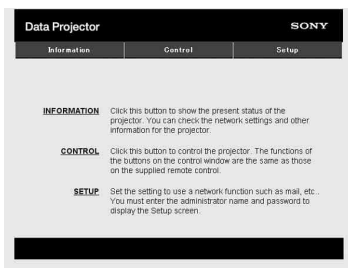 Data Projector SONY
Information Control Setup
INFORMATION Click this button to show the present status of the
projector. You can check the network settings and other
information for the projector.
CONTROL Click this button to control the projector. The functions of
the buttons on the control window are the same as those
on the supplied remote control.
SETUP Set the setting to use a network function such as mail, etc..
You must enter the administrator name and password to
display the Setup screen.